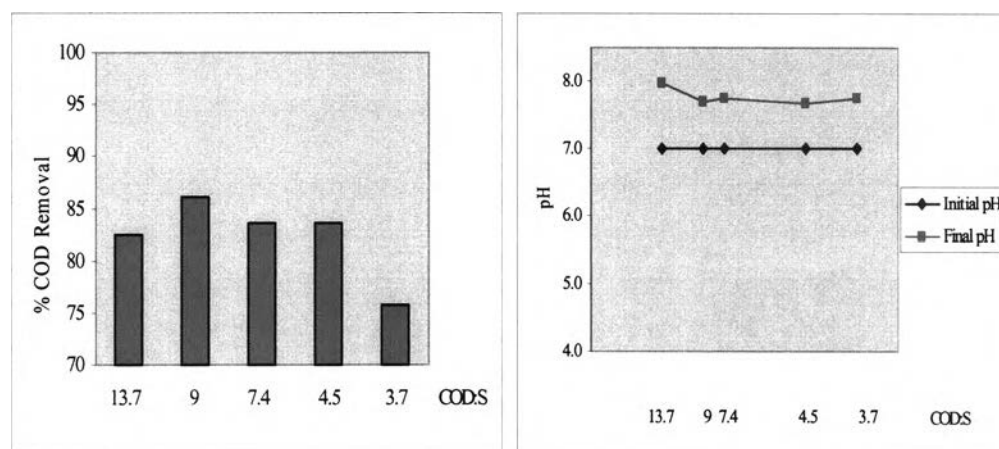 % COD Removal
100
95
90
85
80
75
70
13.7 9 7.4 4.5 3.7 COD:S
pH
8.0
7.0
6.0
5.0
4.0
13.7 9 7.4 4.5 3.7 COD:S
Initial pH
Final pH